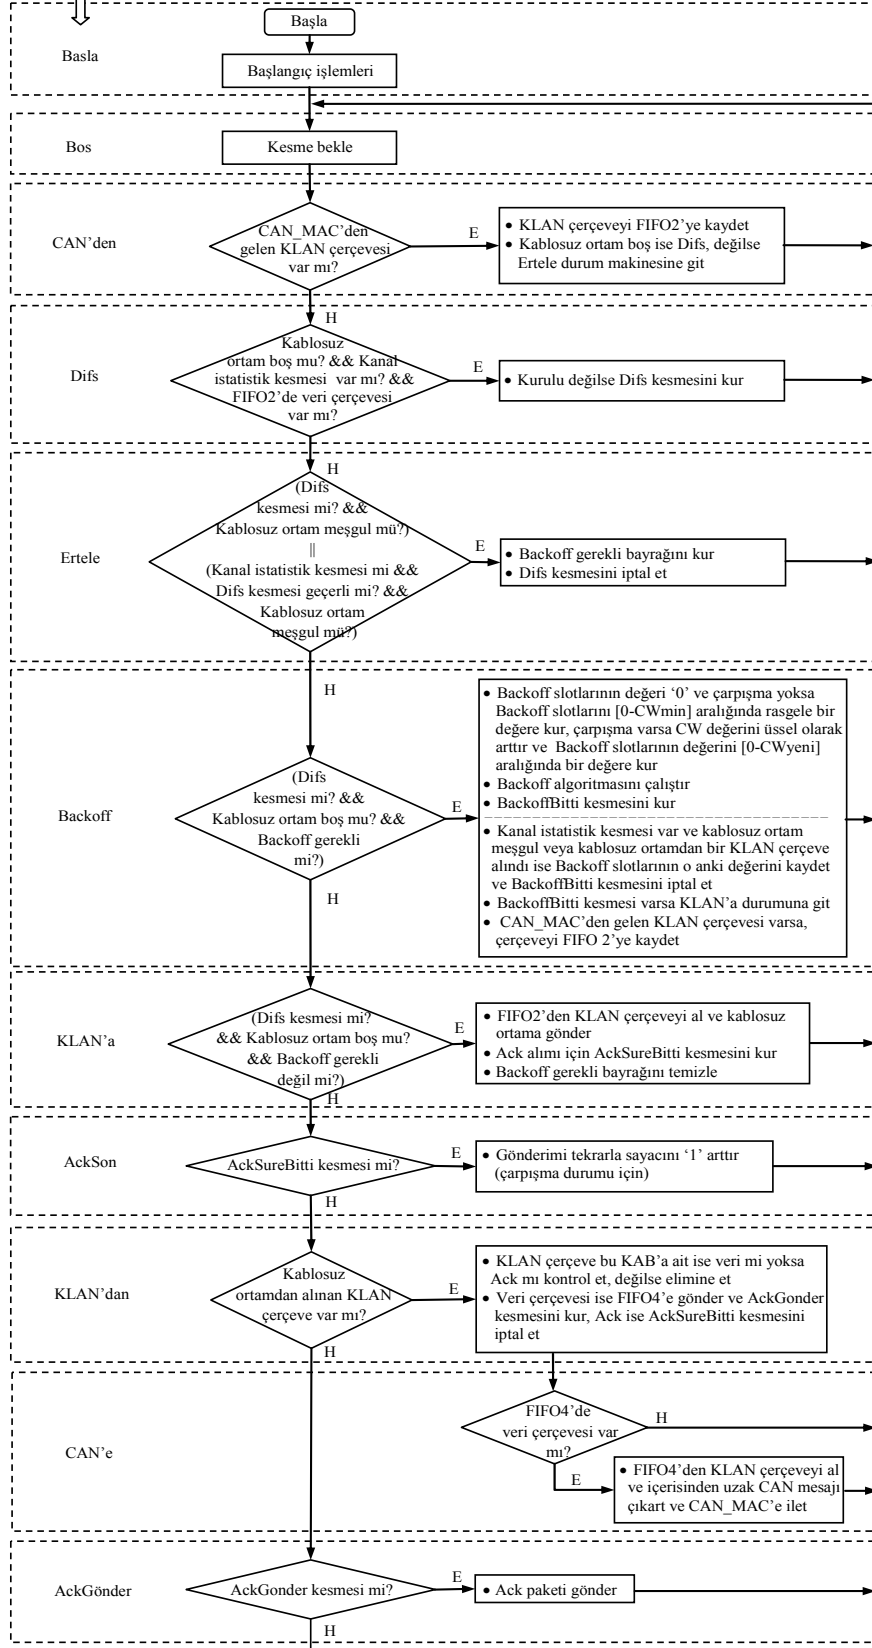 Başla
Basla
Başlangıç işlemleri
Bos
Kesme bekle
CAN’den
CAN_MAC’den
gelen KLAN çerçevesi
var mı?
E
• KLAN çerçeveyi FIFO2’ye kaydet
• Kablosuz ortam boş ise Difs, değilse
Ertele durum makinesine git
H
Difs
Kablosuz
ortam boş mu? && Kanal
istatistik kesmesi var mı? &&
FIFO2’de veri çerçevesi
var mı?
E
• Kurulu değilse Difs kesmesini kur
H
Ertele
(Difs
kesmesi mi? &&
Kablosuz ortam meşgul mü?)
||
(Kanal istatistik kesmesi mi &&
Difs kesmesi geçerli mi? &&
Kablosuz ortam
meşgul mü?)
E
• Backoff gerekli bayrağını kur
• Difs kesmesini iptal et
H
Backoff
(Difs
kesmesi mi? &&
Kablosuz ortam boş mu? &&
Backoff gerekli
mi?)
E
• Backoff slotlarının değeri ‘0’ ve çarpışma yoksa
Backoff slotlarını [0-CWmin] aralığında rasgele bir
değere kur, çarpışma varsa CW değerini üssel olarak
arttır ve Backoff slotlarının değerini [0-CWyeni]
aralığında bir değere kur
• Backoff algoritmasını çalıştır
• BackoffBitti kesmesini kur
• Kanal istatistik kesmesi var ve kablosuz ortam
meşgul veya kablosuz ortamdan bir KLAN çerçeve
alındı ise Backoff slotlarının o anki değerini kaydet
ve BackoffBitti kesmesini iptal et
• BackoffBitti kesmesi varsa KLAN’a durumuna git
• CAN_MAC’den gelen KLAN çerçevesi varsa,
çerçeveyi FIFO 2’ye kaydet
H
KLAN’a
(Difs kesmesi mi?
&& Kablosuz ortam boş mu?
&& Backoff gerekli
değil mi?)
E
• FIFO2’den KLAN çerçeveyi al ve kablosuz
ortama gönder
• Ack alımı için AckSureBitti kesmesini kur
• Backoff gerekli bayrağını temizle
H
AckSon
AckSureBitti kesmesi mi?
E
• Gönderimi tekrarla sayacını ‘1’ arttır
(çarpışma durumu için)
H
KLAN’dan
Kablosuz
ortamdan alınan KLAN
çerçeve var mı?
E
• KLAN çerçeve bu KAB’a ait ise veri mi yoksa
Ack mı kontrol et, değilse elimine et
• Veri çerçevesi ise FIFO4’e gönder ve AckGonder
kesmesini kur, Ack ise AckSureBitti kesmesini
iptal et
H
CAN’e
FIFO4’de
veri çerçevesi var
mı?
H
E
• FIFO4’den KLAN çerçeveyi al
ve içerisinden uzak CAN mesajı
çıkart ve CAN_MAC’e ilet
AckGönder
AckGonder kesmesi mi?
E
• Ack paketi gönder
H